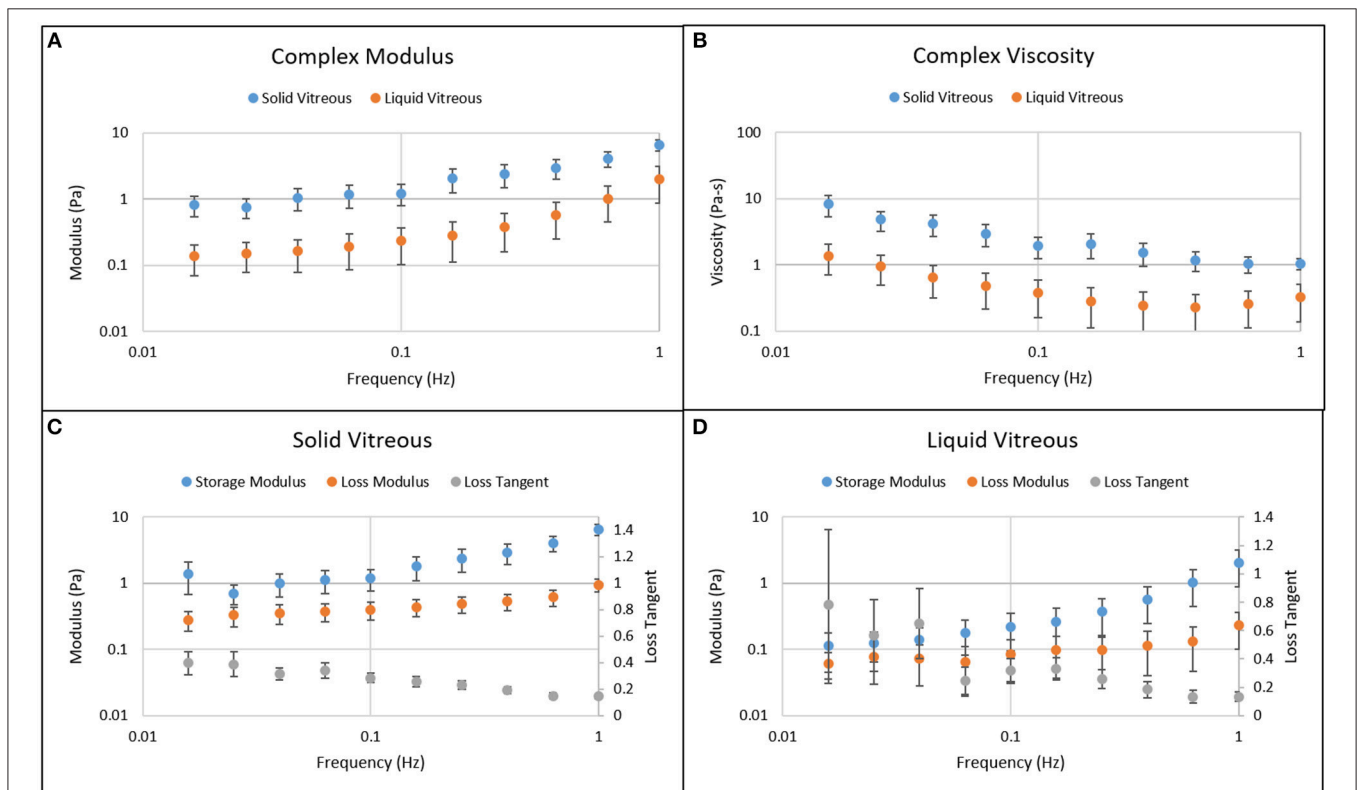 A
Complex Modulus
Solid Vitreous Liquid Vitreous
10
1
0.1
0.01
Modulus (Pa)
0.01 0.1 1
Frequency (Hz)
B
Complex Viscosity
Solid Vitreous Liquid Vitreous
100
10
1
0.1
Viscosity (Pa-s)
0.01 0.1 1
Frequency (Hz)
C
Solid Vitreous
Storage Modulus Loss Modulus Loss Tangent
10
1
0.1
0.01
Modulus (Pa)
1.4
1.2
1
0.8
0.6
0.4
0.2
0
Loss Tangent
0.01 0.1 1
Frequency (Hz)
D
Liquid Vitreous
Storage Modulus Loss Modulus Loss Tangent
10
1
0.1
0.01
Modulus (Pa)
1.4
1.2
1
0.8
0.6
0.4
0.2
0
Loss Tangent
0.01 0.1 1
Frequency (Hz)